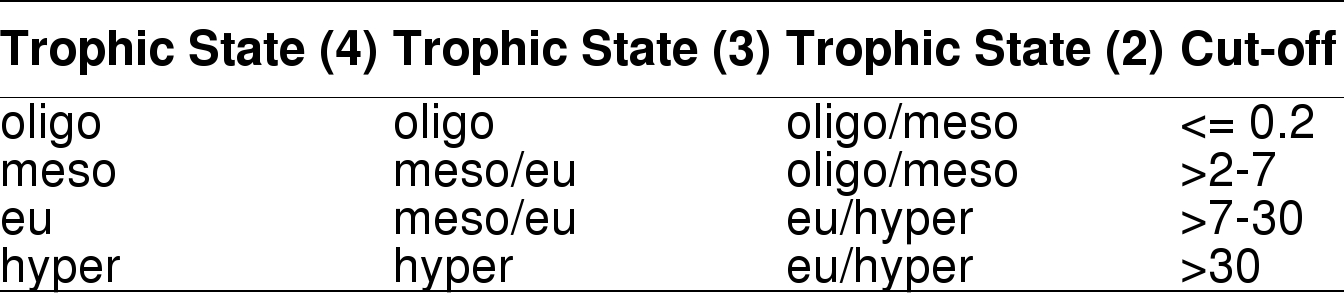 Trophic State (4) Trophic State (3) Trophic State (2) Cut-off
oligo oligo oligo/meso <= 0.2
meso meso/eu oligo/meso >2-7
eu meso/eu eu/hyper >7-30
hyper hyper eu/hyper >30